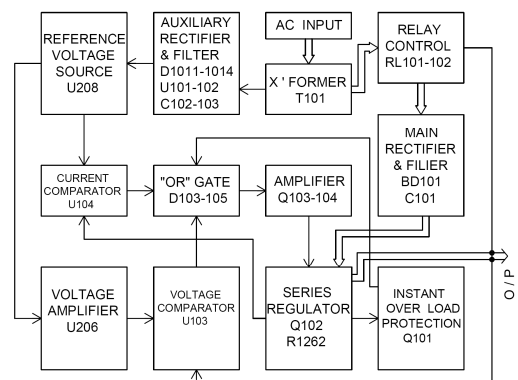 REFERENCE
VOLTAGE
SOURCE
U208
AUXILIARY
RECTIFIER
& FILTER
D1011-1014
U101-102
C102-103
AC INPUT
X'FORMER
T101
RELAY
CONTROL
RL101-102
MAIN
RECTIFIER
& FILIER
BD101
C101
CURRENT
COMPARATOR
U104
"OR" GATE
D103-105
AMPLIFIER
Q103-104
VOLTAGE
AMPLIFIER
U206
VOLTAGE
COMPARATOR
U103
SERIES
REGULATOR
Q102
R1262
INSTANT
OVER LOAD
PROTECTION
Q101
O / P